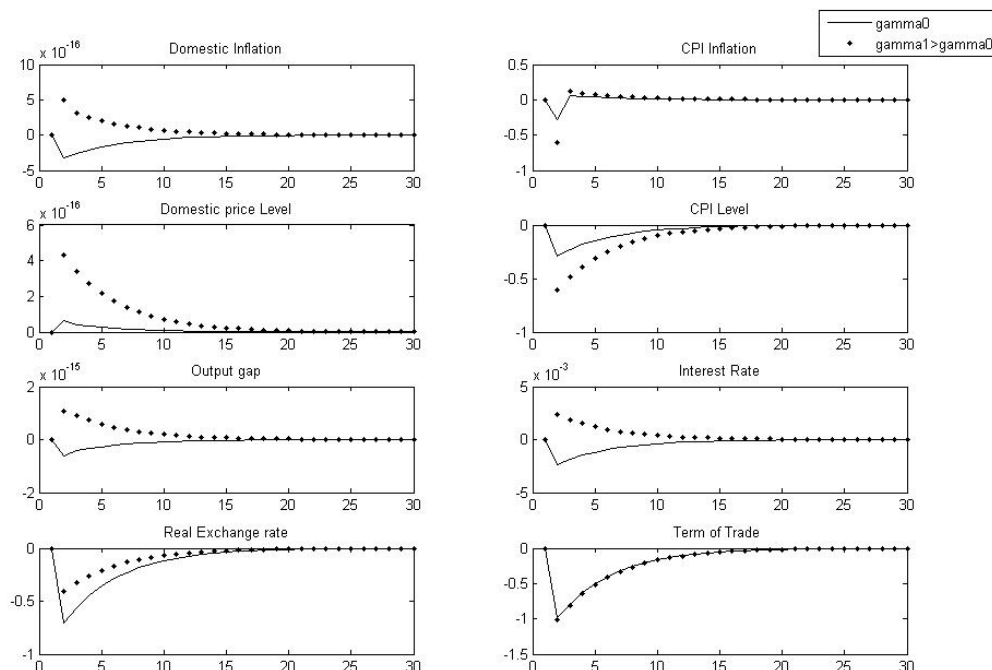 gamma0
gamma1>gamma0
x 10^-16
Domestic Inflation
10
5
0
-5
0 5 10 15 20 25 30
CPI Inflation
0.5
0
-0.5
-1
0 5 10 15 20 25 30
x 10^-16
Domestic price Level
6
4
2
0
0 5 10 15 20 25 30
CPI Level
0
-0.5
-1
0 5 10 15 20 25 30
x 10^-15
Output gap
2
0
-2
0 5 10 15 20 25 30
x 10^-3
Interest Rate
5
0
-5
0 5 10 15 20 25 30
Real Exchange rate
0
-0.5
-1
0 5 10 15 20 25 30
Term of Trade
0
-0.5
-1
-1.5
0 5 10 15 20 25 30